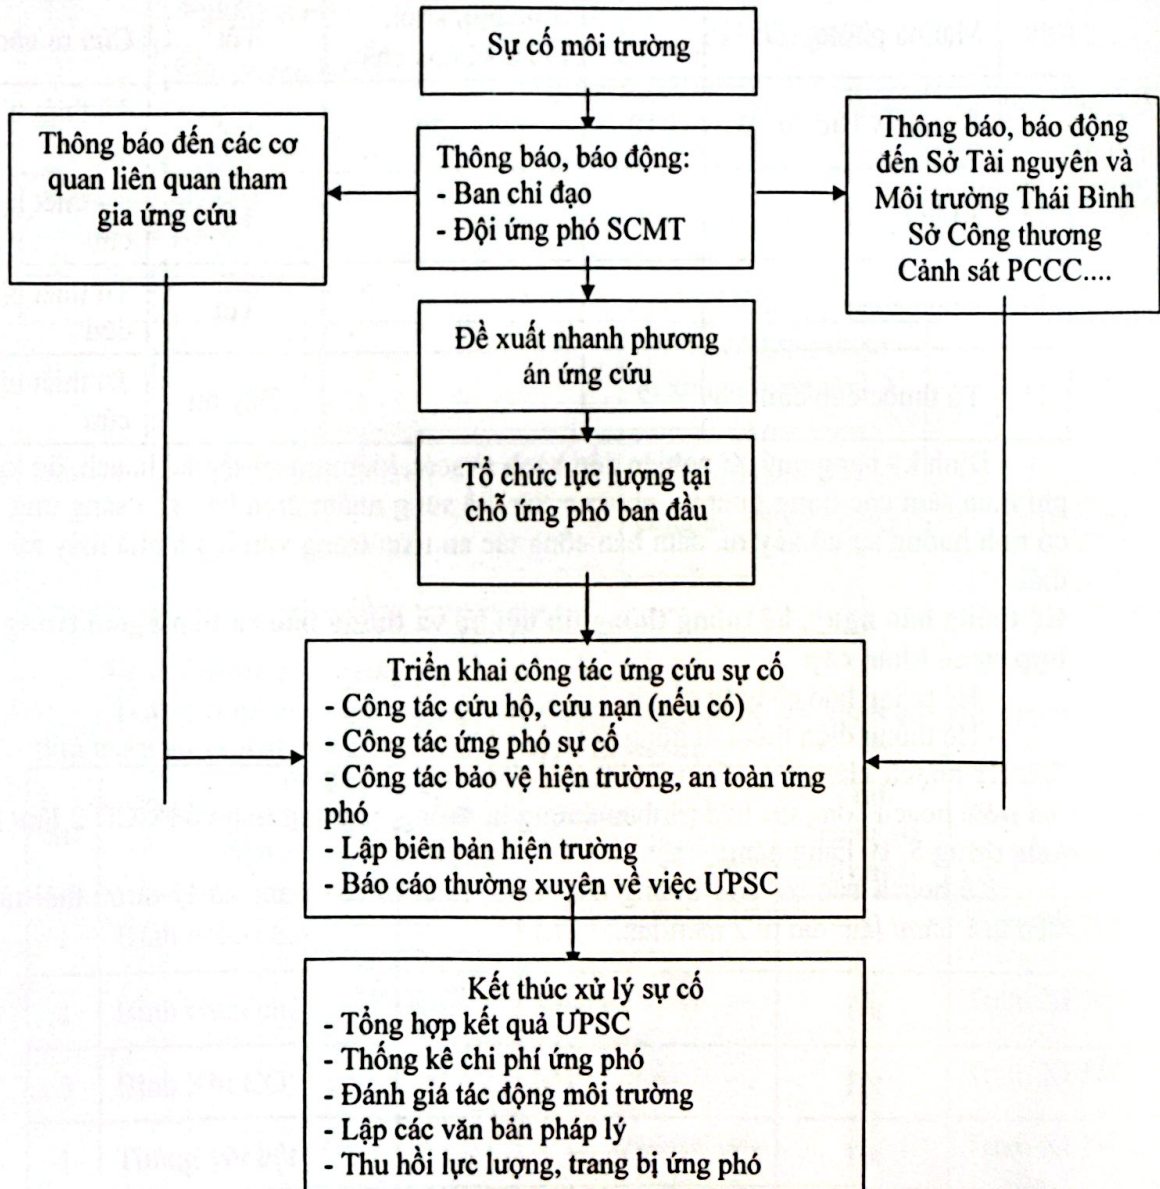 Sự cố môi trường
Thông báo đến các cơ
quan liên quan tham
gia ứng cứu
Thông báo, báo động:
- Ban chỉ đạo
- Đội ứng phó SCMT
Thông báo, báo động
đến Sở Tài nguyên và
Môi trường Thái Bình
Sở Công thương
Cảnh sát PCCC....
Đề xuất nhanh phương
án ứng cứu
Tổ chức lực lượng tại
chỗ ứng phó ban đầu
Triển khai công tác ứng cứu sự cố
- Công tác cứu hộ, cứu nạn (nếu có)
- Công tác ứng phó sự cố
- Công tác bảo vệ hiện trường, an toàn ứng
phó
- Lập biên bản hiện trường
- Báo cáo thường xuyên về việc ƯPSC
Kết thúc xử lý sự cố
- Tổng hợp kết quả ƯPSC
- Thống kê chi phí ứng phó
- Đánh giá tác động môi trường
- Lập các văn bản pháp lý
- Thu hồi lực lượng, trang bị ứng phó